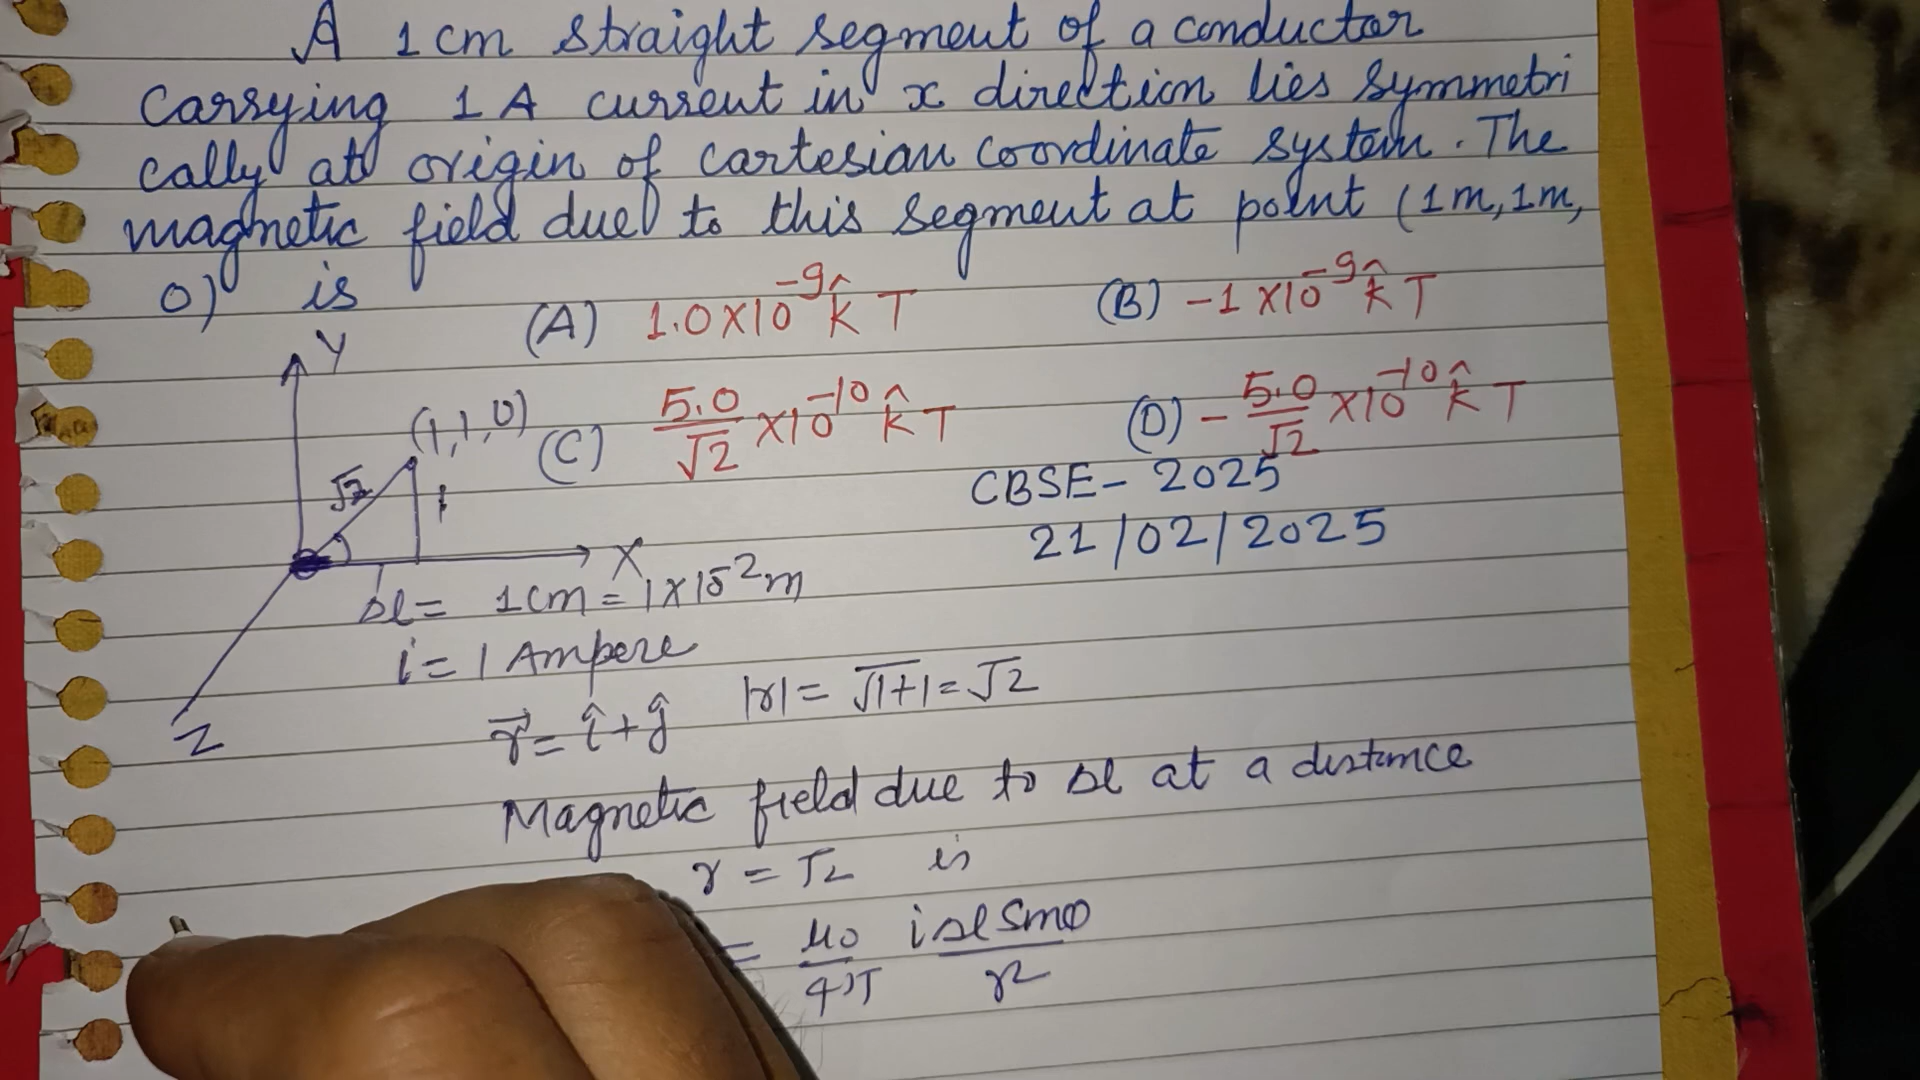 A 1 cm straight segment of a conductor
carrying 1 A current in x direction lies symmetri
cally at origin of cartesian coordinate system. The
magnetic field due to this segment at point (1m, 1m,
0) is
(A) 1.0×10⁻⁹ k̂ T (B) −1×10⁻⁹ k̂ T
Y
(1,1,0)
(C) 5.0/√2 ×10⁻¹⁰ k̂ T (D) − 5.0/√2 ×10⁻¹⁰ k̂ T
√2
1
CBSE – 2025
21/02/2025
X
Δl = 1cm = 1×10⁻²m
i = 1 Ampere
r⃗ = î + ĵ |r| = √1+1 = √2
Z
Magnetic field due to Δl at a distance
r = √2 is
= μ₀/4π iΔl Sinθ/r²